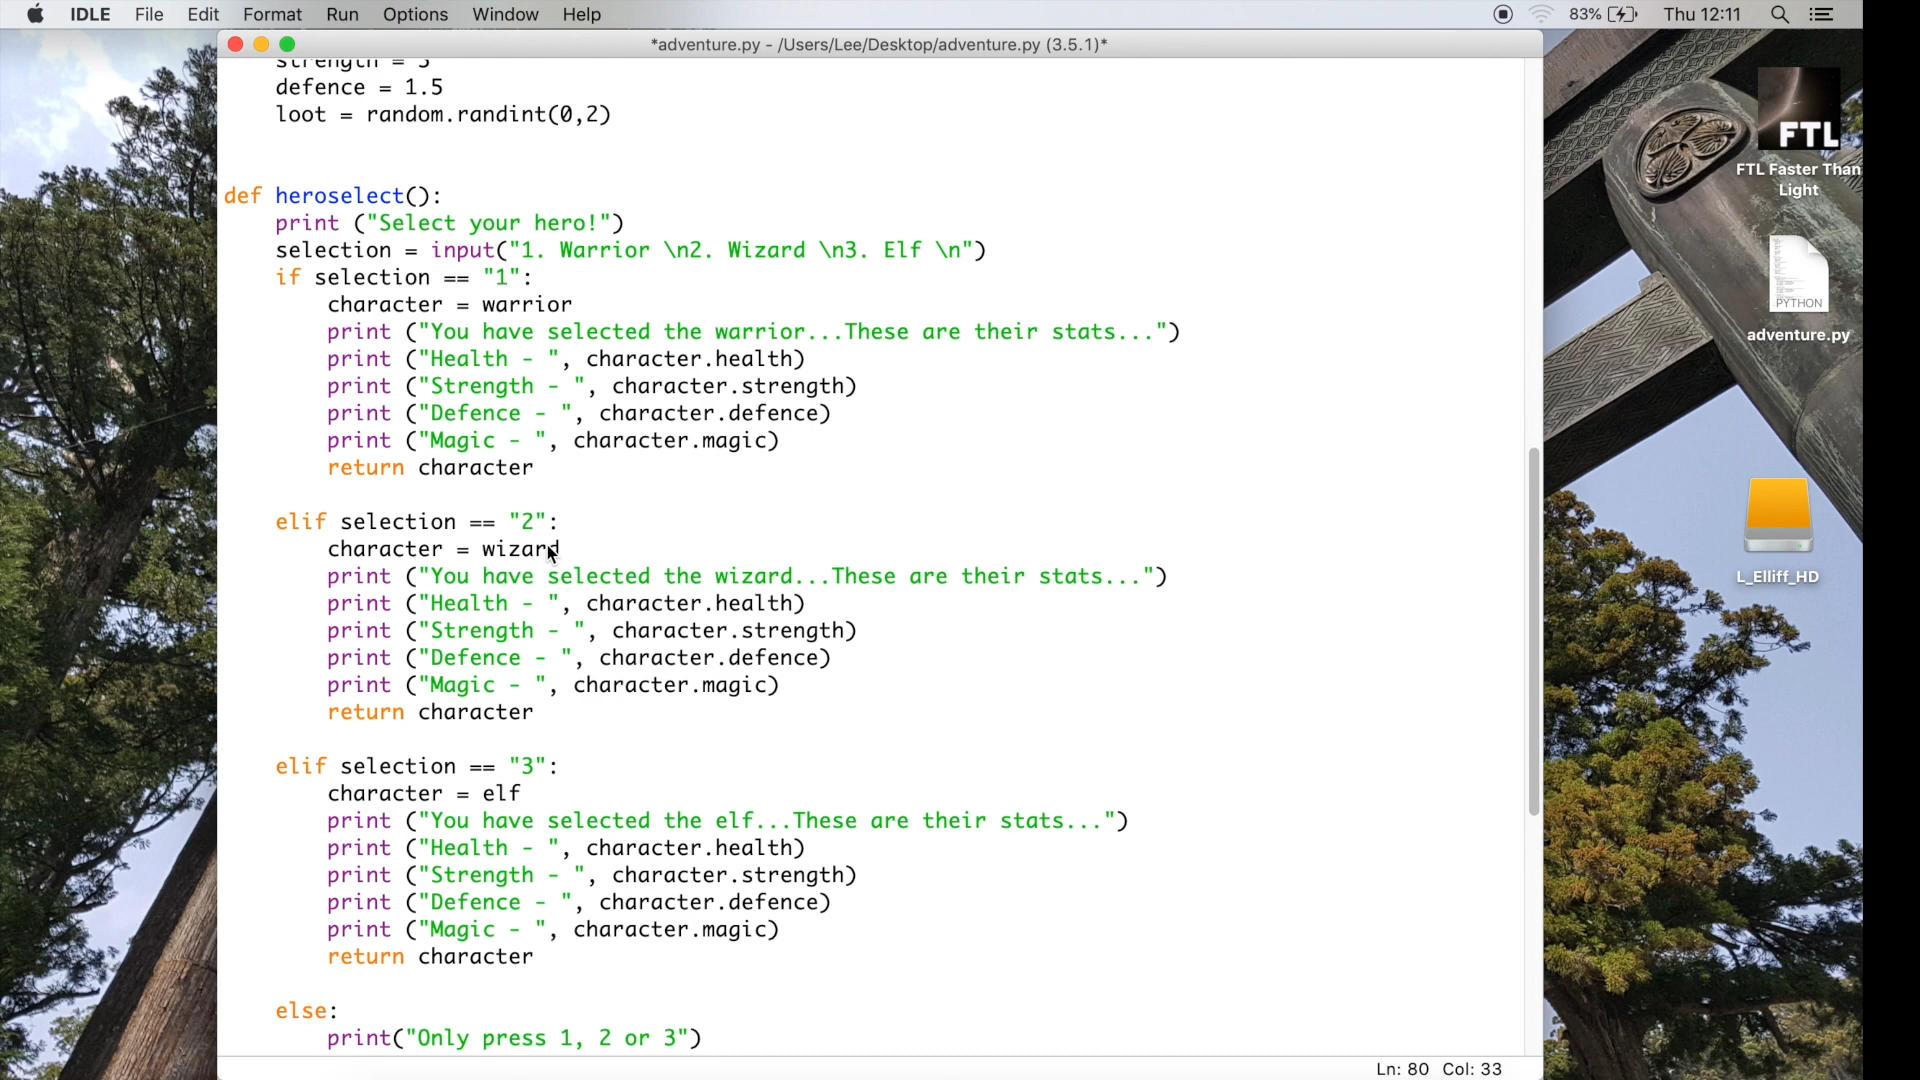 IDLE File Edit Format Run Options Window Help 83% Thu 12:11
*adventure.py - /Users/Lee/Desktop/adventure.py (3.5.1)*
strength = 3
defence = 1.5
loot = random.randint(0,2)
def heroselect():
print ("Select your hero!")
selection = input("1. Warrior \n2. Wizard \n3. Elf \n")
if selection == "1":
character = warrior
print ("You have selected the warrior...These are their stats...")
print ("Health - ", character.health)
print ("Strength - ", character.strength)
print ("Defence - ", character.defence)
print ("Magic - ", character.magic)
return character
elif selection == "2":
character = wizard
print ("You have selected the wizard...These are their stats...")
print ("Health - ", character.health)
print ("Strength - ", character.strength)
print ("Defence - ", character.defence)
print ("Magic - ", character.magic)
return character
elif selection == "3":
character = elf
print ("You have selected the elf...These are their stats...")
print ("Health - ", character.health)
print ("Strength - ", character.strength)
print ("Defence - ", character.defence)
print ("Magic - ", character.magic)
return character
else:
print("Only press 1, 2 or 3")
Ln: 80 Col: 33
FTL
FTL Faster Than
Light
PYTHON
adventure.py
L_Elliff_HD